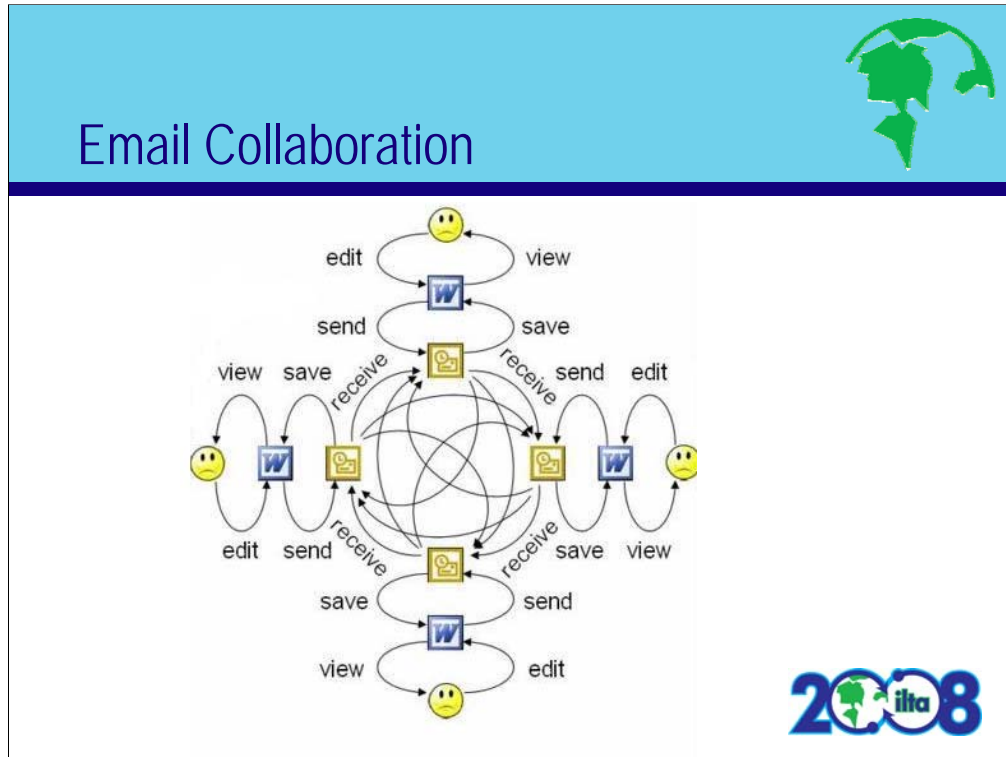 Email Collaboration
edit view
W
send save
receive receive
view save send edit
W W
edit send receive receive save view
save send
W
view edit
2008 ilta